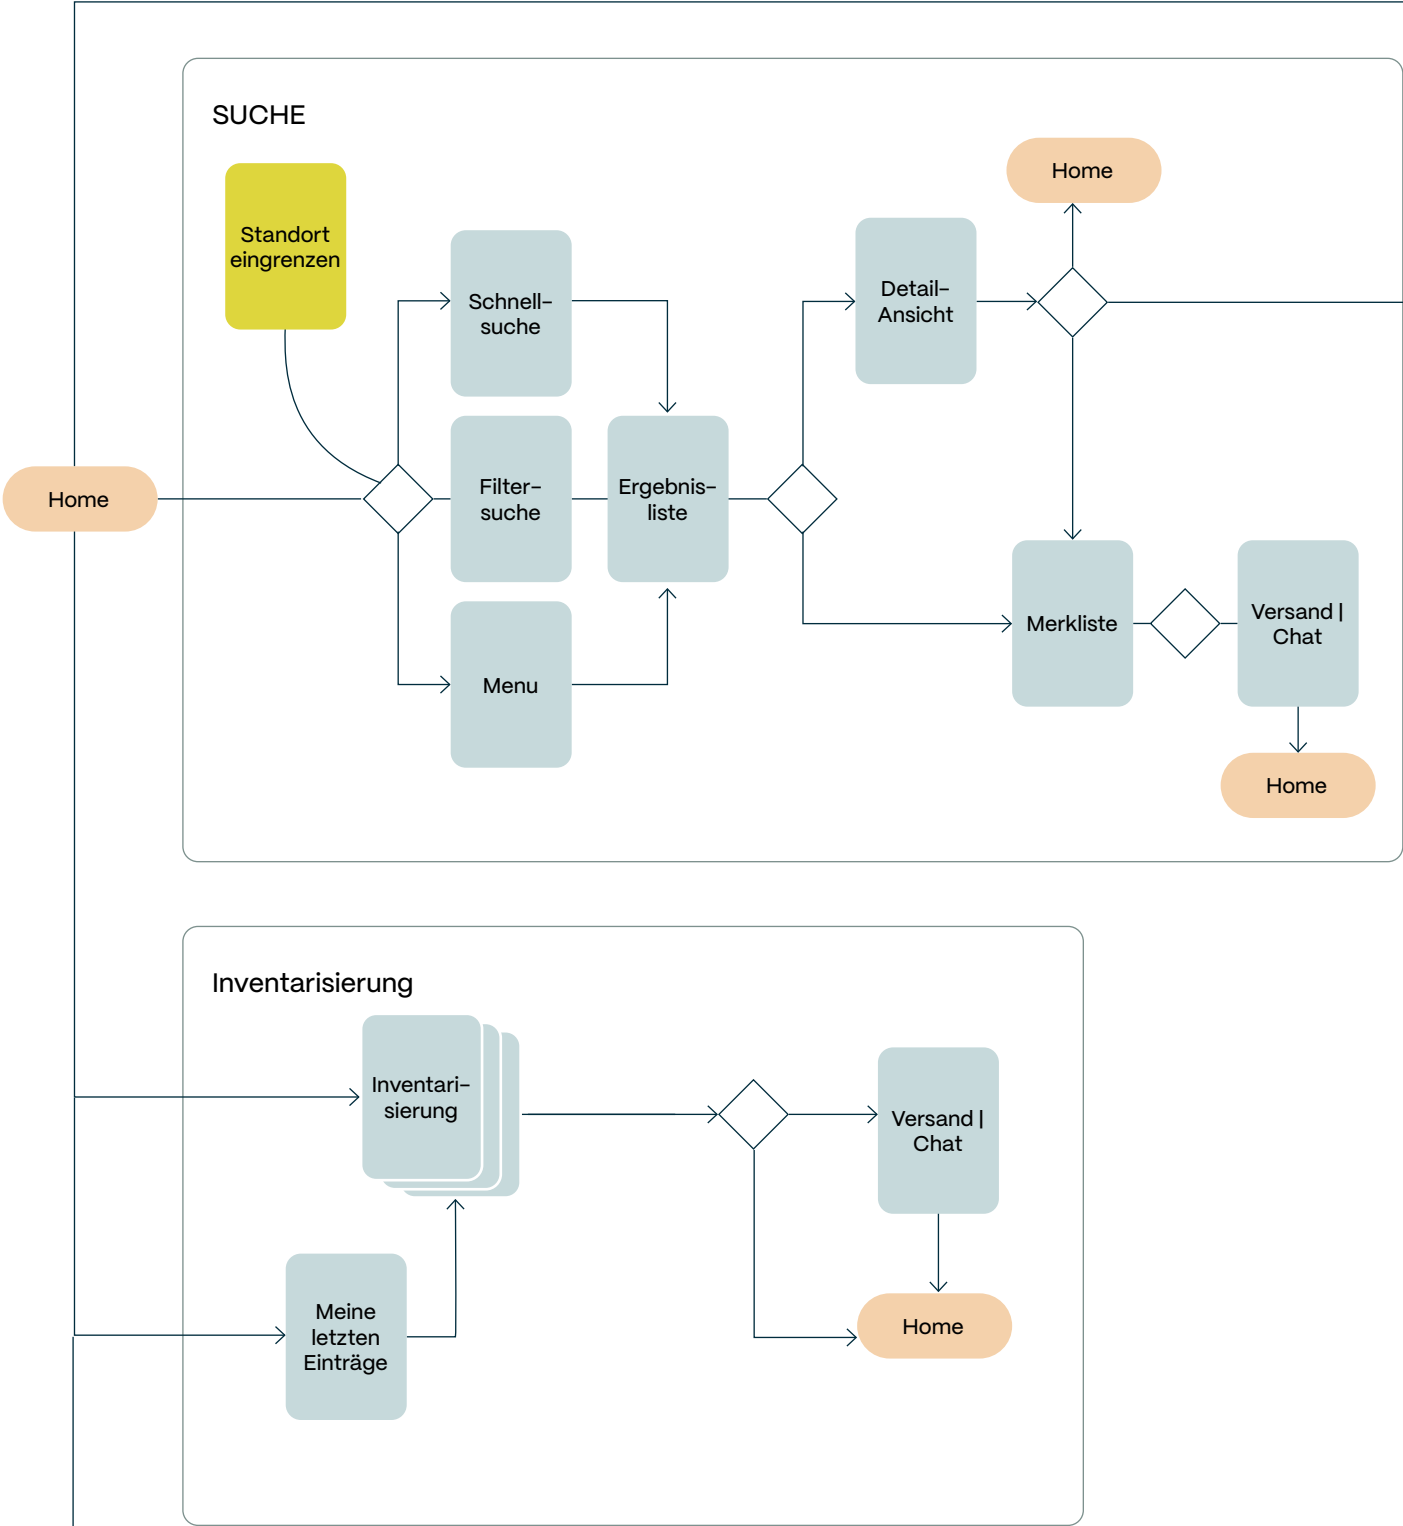 SUCHE
Home
Standort
eingrenzen
Schnell-
suche
Detail-
Ansicht
Home
Filter-
suche
Ergebnis-
liste
Menu
Merkliste
Versand |
Chat
Home
Inventarisierung
Inventari-
sierung
Versand |
Chat
Meine
letzten
Einträge
Home